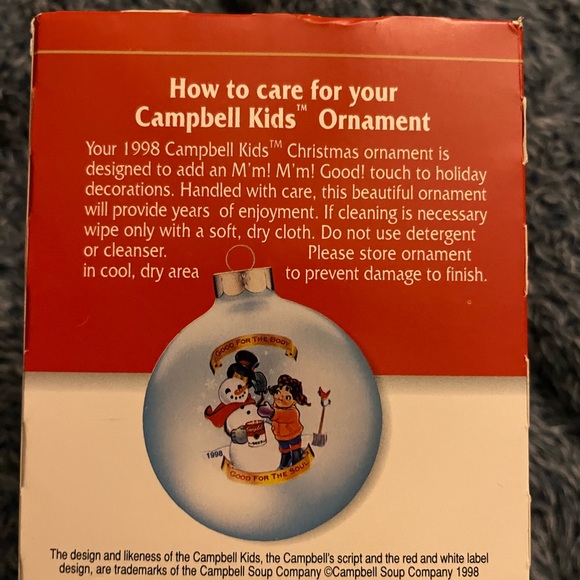 How to care for your
Campbell Kids™ Ornament
Your 1998 Campbell Kids™ Christmas ornament is
designed to add an M'm! M'm! Good! touch to holiday
decorations. Handled with care, this beautiful ornament
will provide years of enjoyment. If cleaning is necessary
wipe only with a soft, dry cloth. Do not use detergent
or cleanser. Please store ornament
in cool, dry area to prevent damage to finish.
GOOD FOR THE BODY
1998
GOOD FOR THE SOUL
The design and likeness of the Campbell Kids, the Campbell's script and the red and white label
design, are trademarks of the Campbell Soup Company ©Campbell Soup Company 1998